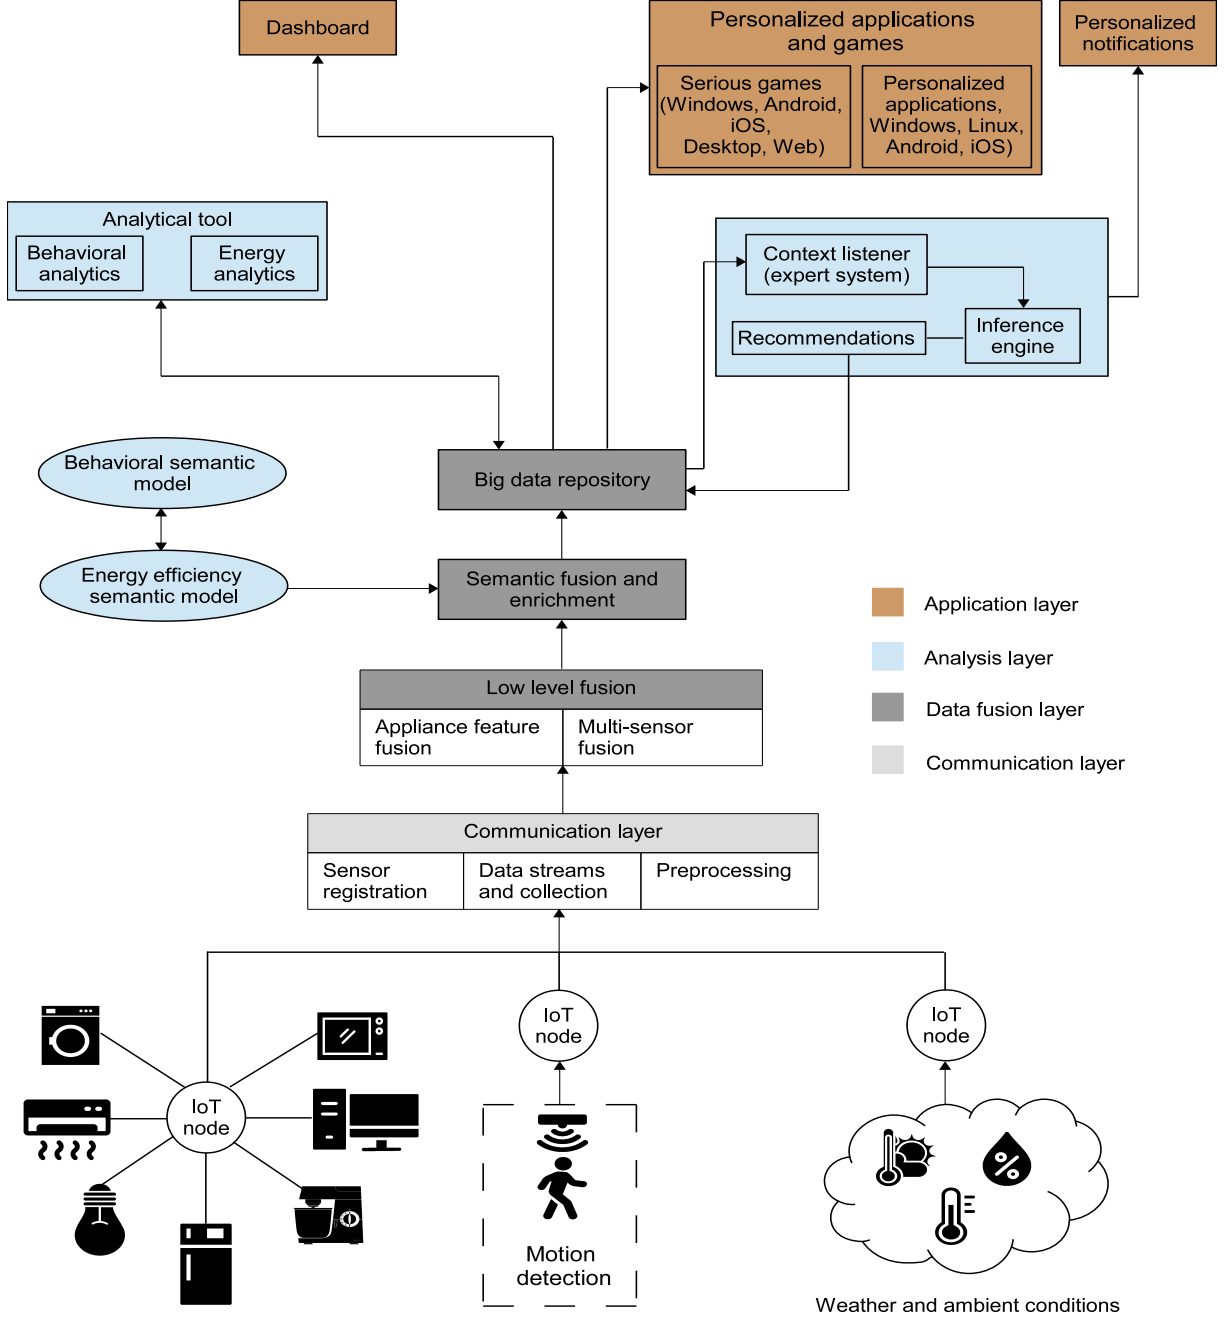 Dashboard
Personalized applications
and games
Serious games
(Windows, Android,
iOS,
Desktop, Web)
Personalized
applications,
Windows, Linux,
Android, iOS)
Personalized
notifications
Analytical tool
Behavioral
analytics
Energy
analytics
Context listener
(expert system)
Recommendations
Inference
engine
Behavioral semantic
model
Big data repository
Energy efficiency
semantic model
Semantic fusion and
enrichment
Application layer
Analysis layer
Data fusion layer
Communication layer
Low level fusion
Appliance feature
fusion
Multi-sensor
fusion
Communication layer
Sensor
registration
Data streams
and collection
Preprocessing
IoT
node
IoT
node
IoT
node
%
Motion
detection
Weather and ambient conditions